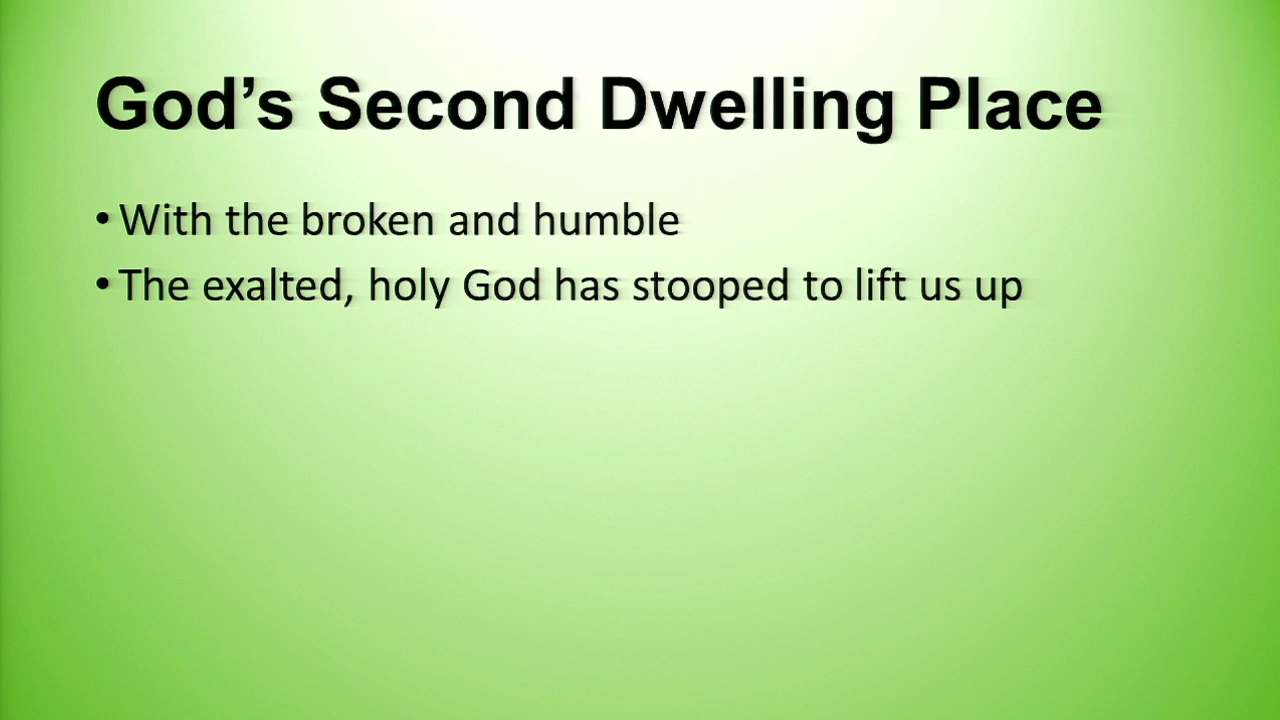 God’s Second Dwelling Place
• With the broken and humble
• The exalted, holy God has stooped to lift us up